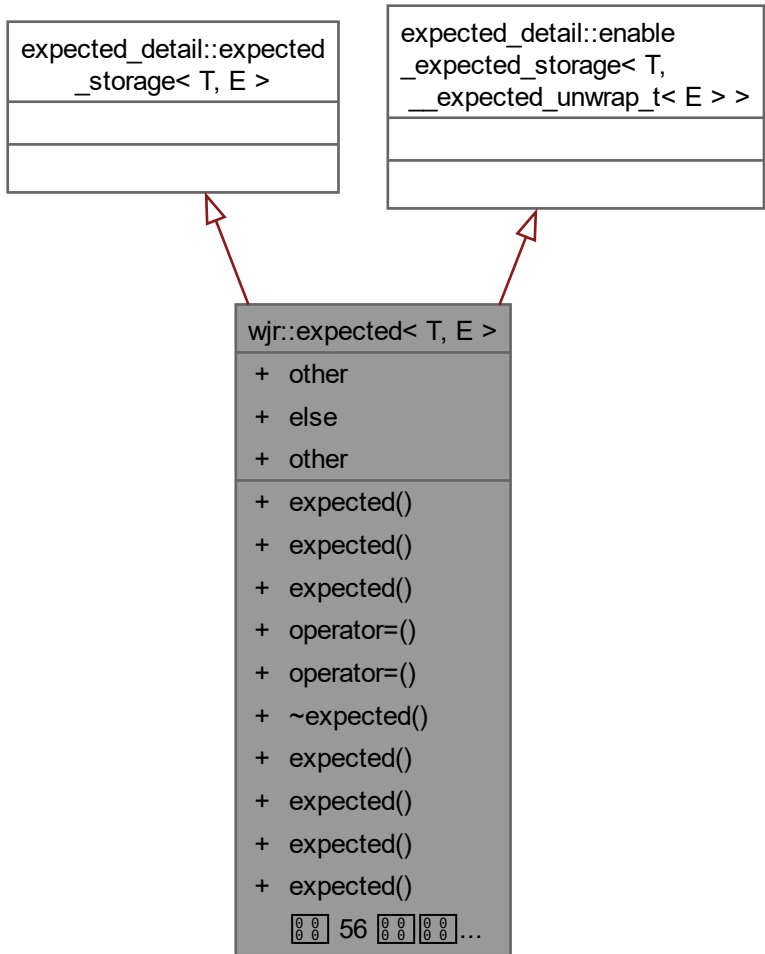 expected_detail::expected
_storage< T, E >
expected_detail::enable
_expected_storage< T,
__expected_unwrap_t< E > >
wjr::expected< T, E >
+ other
+ else
+ other
+ expected()
+ expected()
+ expected()
+ operator=()
+ operator=()
+ ~expected()
+ expected()
+ expected()
+ expected()
+ expected()
56 ...